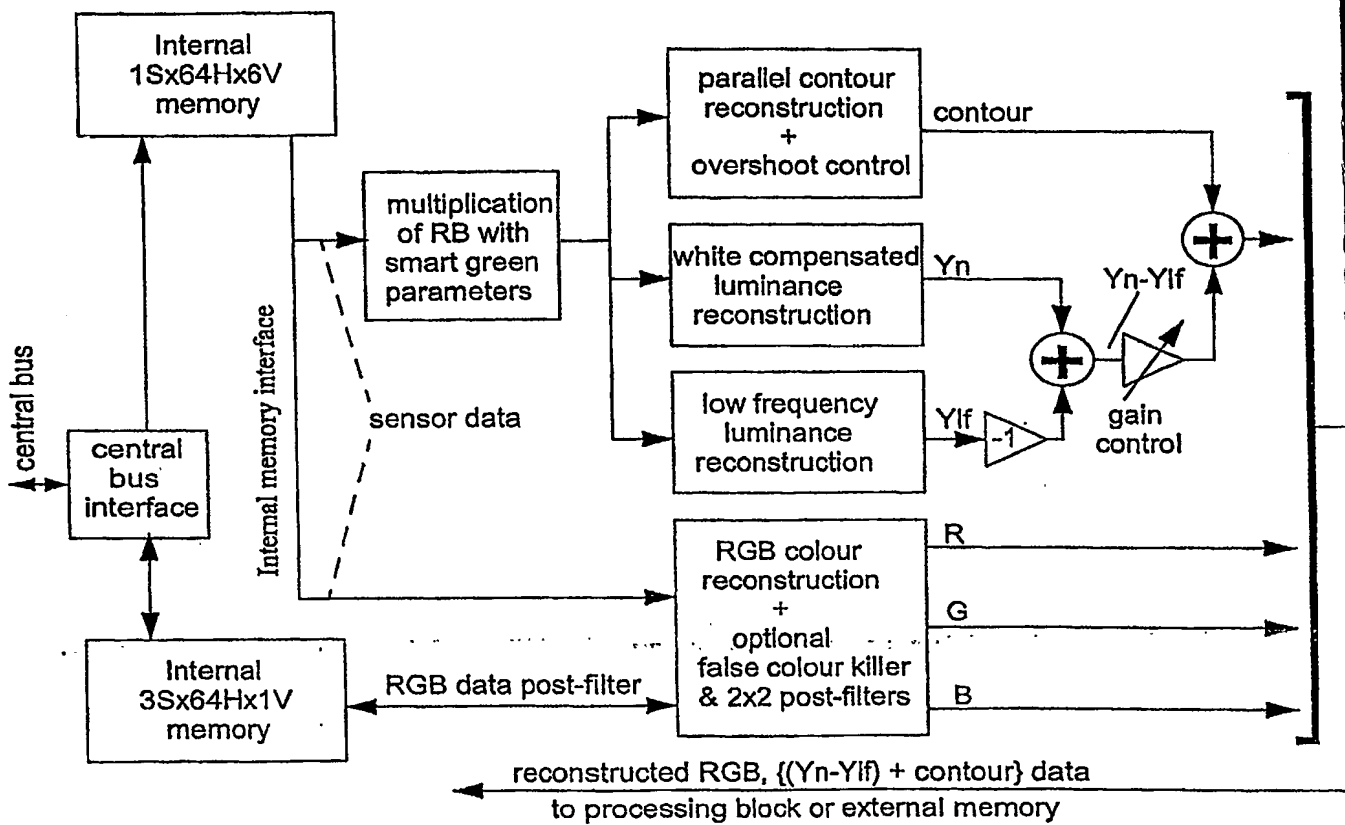 Internal
1Sx64Hx6V
memory
parallel contour
reconstruction
+
overshoot control
contour
multiplication
of RB with
smart green
parameters
white compensated
luminance
reconstruction
Yn
Yn-Ylf
gain
control
low frequency
luminance
reconstruction
Ylf
-1
sensor data
Internal memory interface
central bus
central
bus
interface
RGB colour
reconstruction
+
optional
false colour killer
& 2x2 post-filters
R
G
B
Internal
3Sx64Hx1V
memory
RGB data post-filter
reconstructed RGB, {(Yn-Ylf) + contour} data
to processing block or external memory